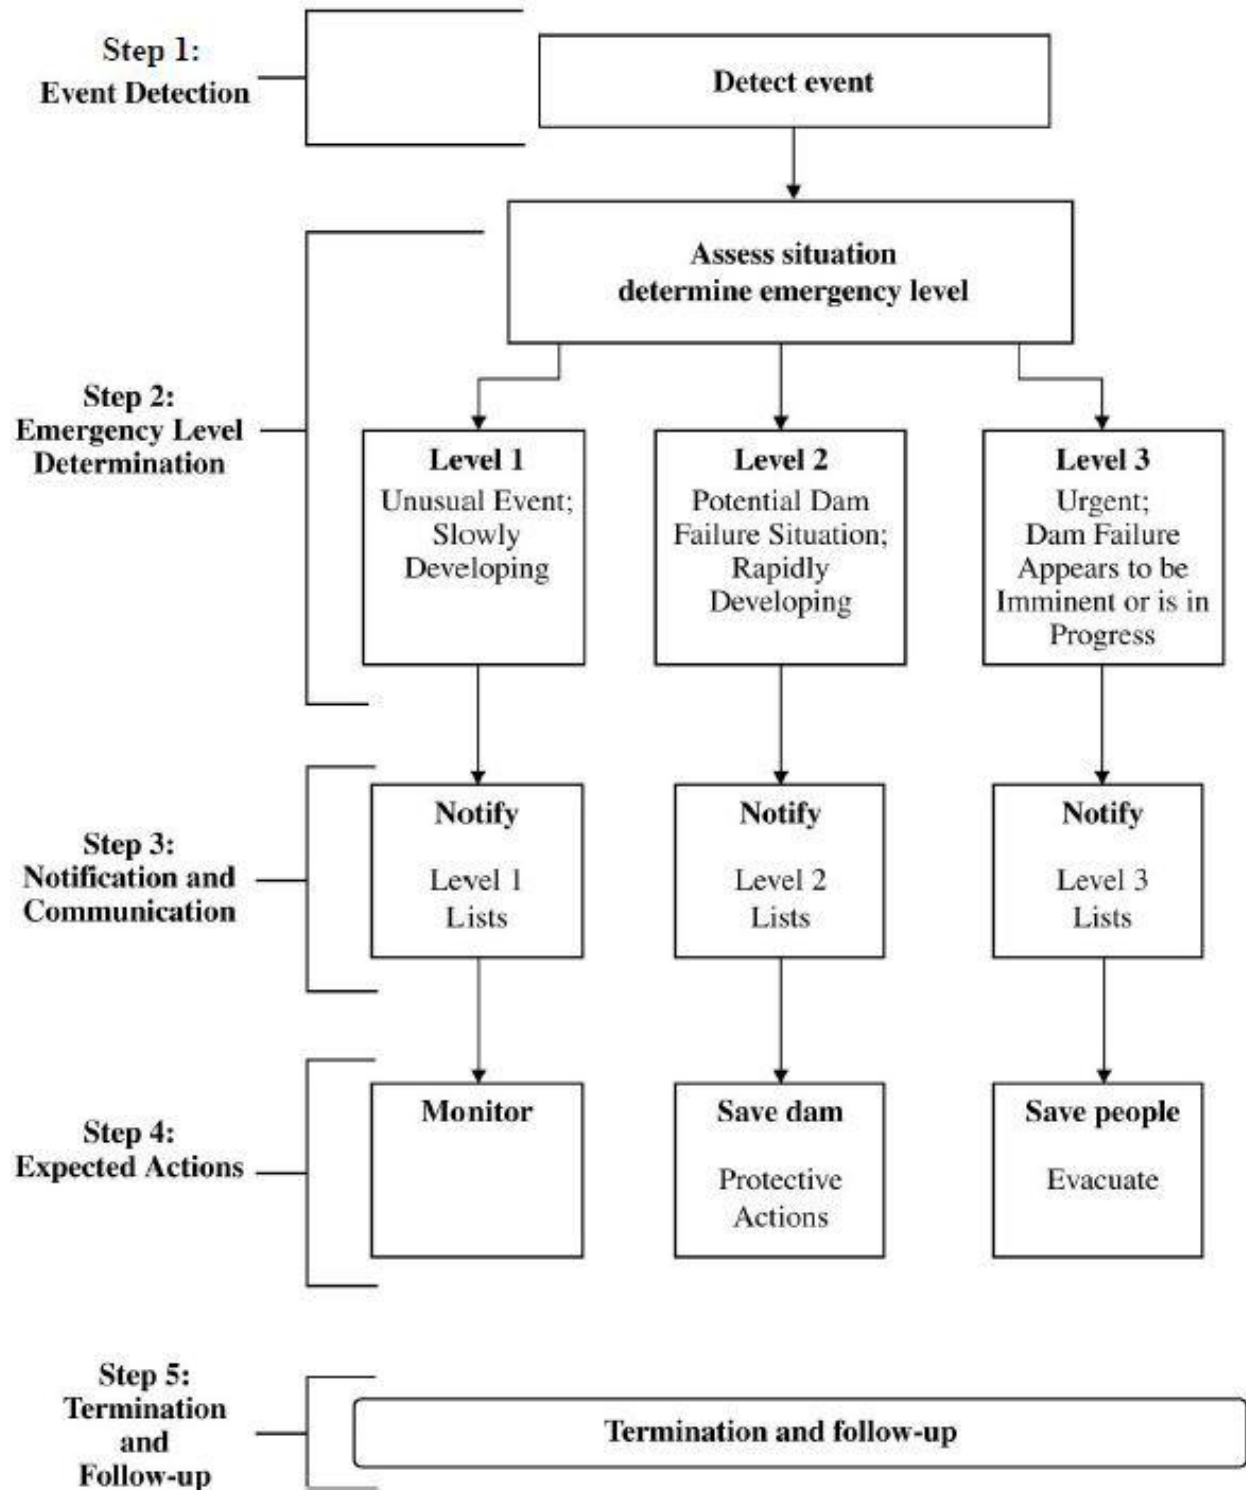 Step 1:
Event Detection
Detect event
Assess situation
determine emergency level
Step 2:
Emergency Level
Determination
Level 1
Unusual Event;
Slowly
Developing
Level 2
Potential Dam
Failure Situation;
Rapidly
Developing
Level 3
Urgent;
Dam Failure
Appears to be
Imminent or is in
Progress
Step 3:
Notification and
Communication
Notify
Level 1
Lists
Notify
Level 2
Lists
Notify
Level 3
Lists
Step 4:
Expected Actions
Monitor
Save dam
Protective
Actions
Save people
Evacuate
Step 5:
Termination
and
Follow-up
Termination and follow-up